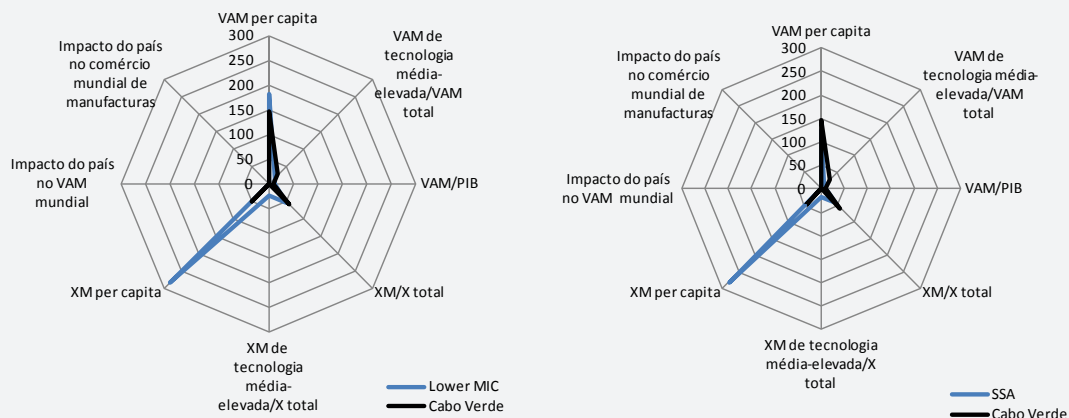 VAM per capita
300
250
200
150
100
50
0
VAM de
tecnologia
média-
elevada/VAM
total
VAM/PIB
XM/X total
XM de
tecnologia
média-
elevada/X total
XM per capita
Impacto do país
no VAM
mundial
Impacto do país
no comércio
mundial de
manufacturas
Lower MIC
Cabo Verde
VAM per capita
300
250
200
150
100
50
0
VAM de
tecnologia média-
elevada/VAM
total
VAM/PIB
XM/X total
XM de tecnologia
média-elevada/X
total
XM per capita
Impacto do país
no VAM mundial
Impacto do país
no comércio
mundial de
manufacturas
SSA
Cabo Verde